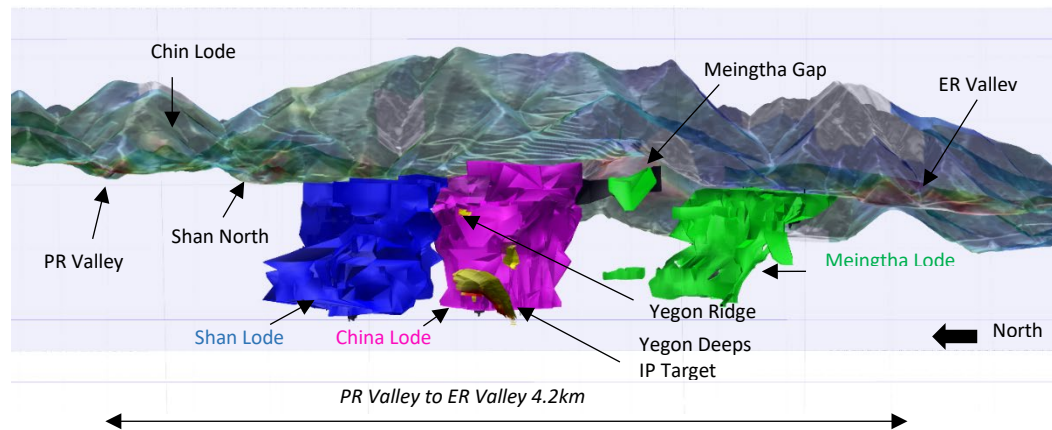 Chin Lode
Meingtha Gap
ER Valley
Shan North
PR Valley
Meingtha Lode
Yegon Ridge
Shan Lode
China Lode
North
Yegon Deeps
IP Target
PR Valley to ER Valley 4.2km